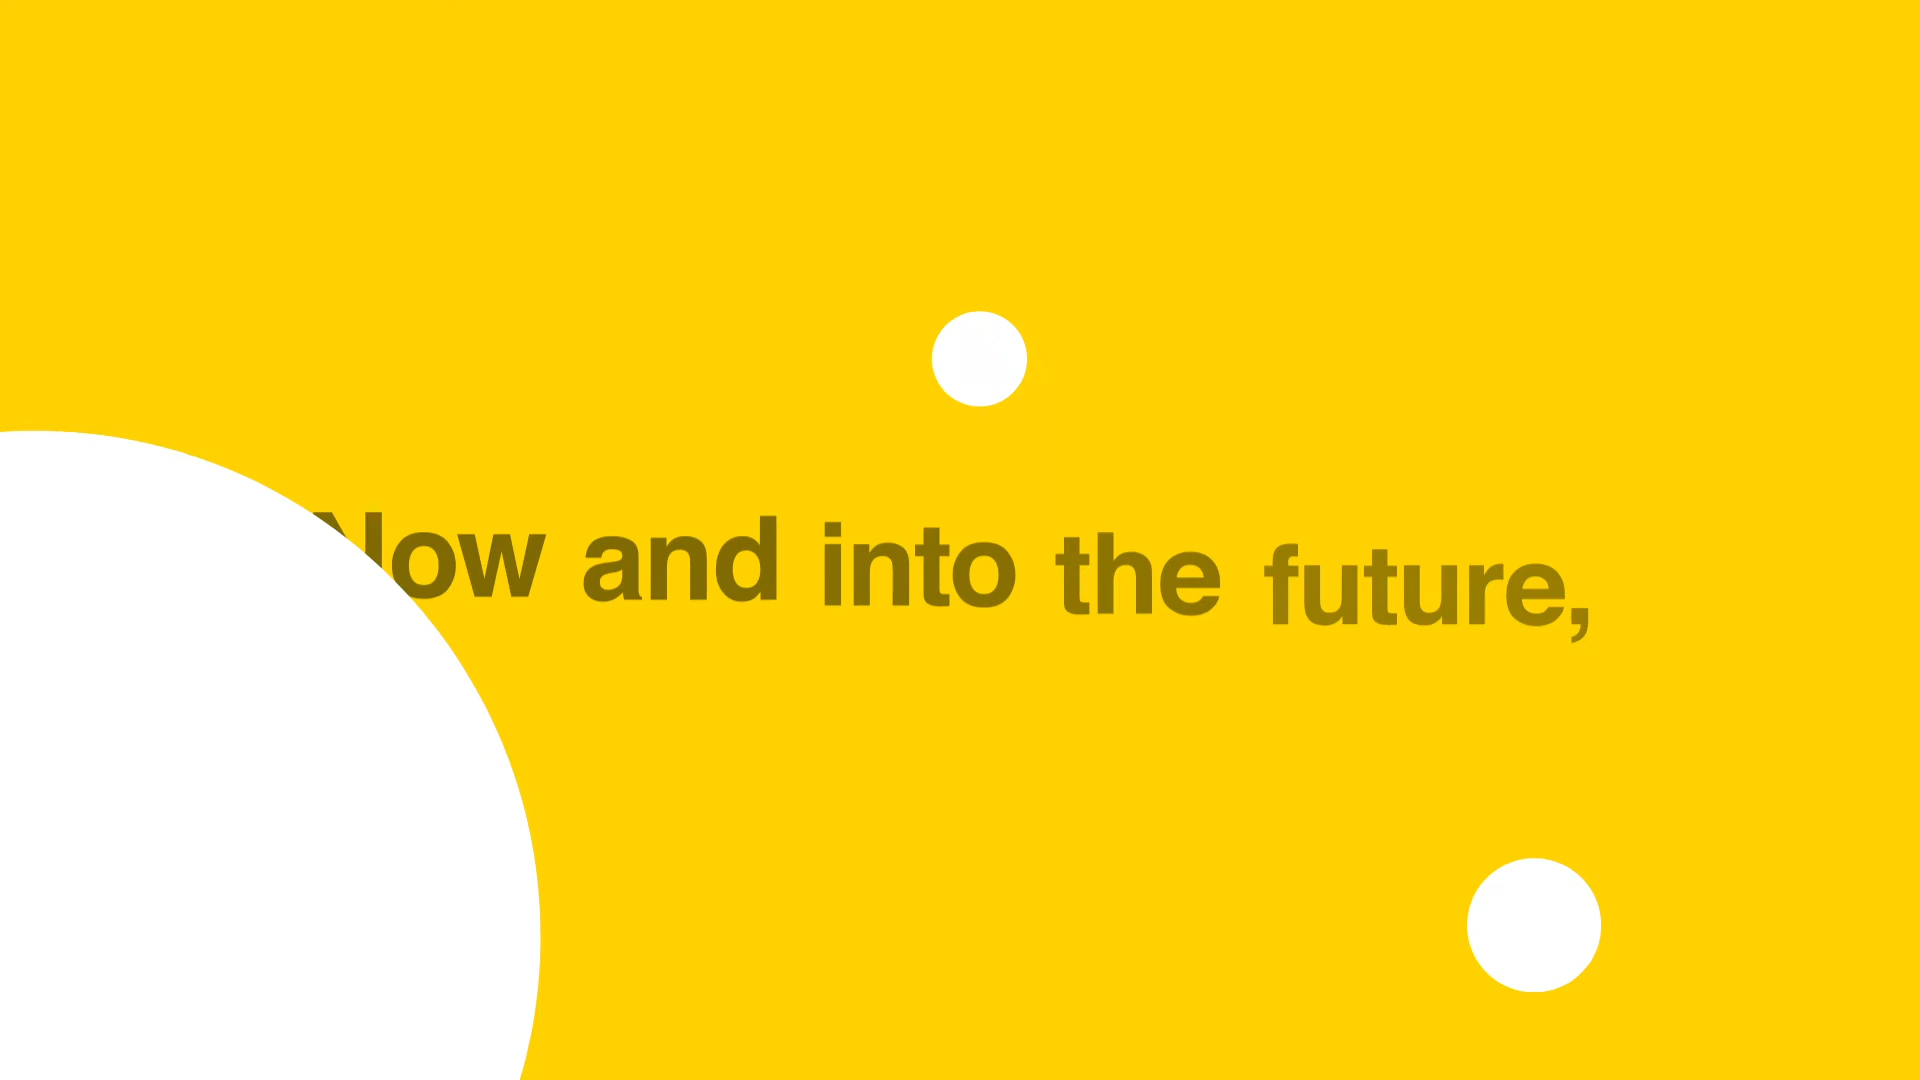 Now and into the future,